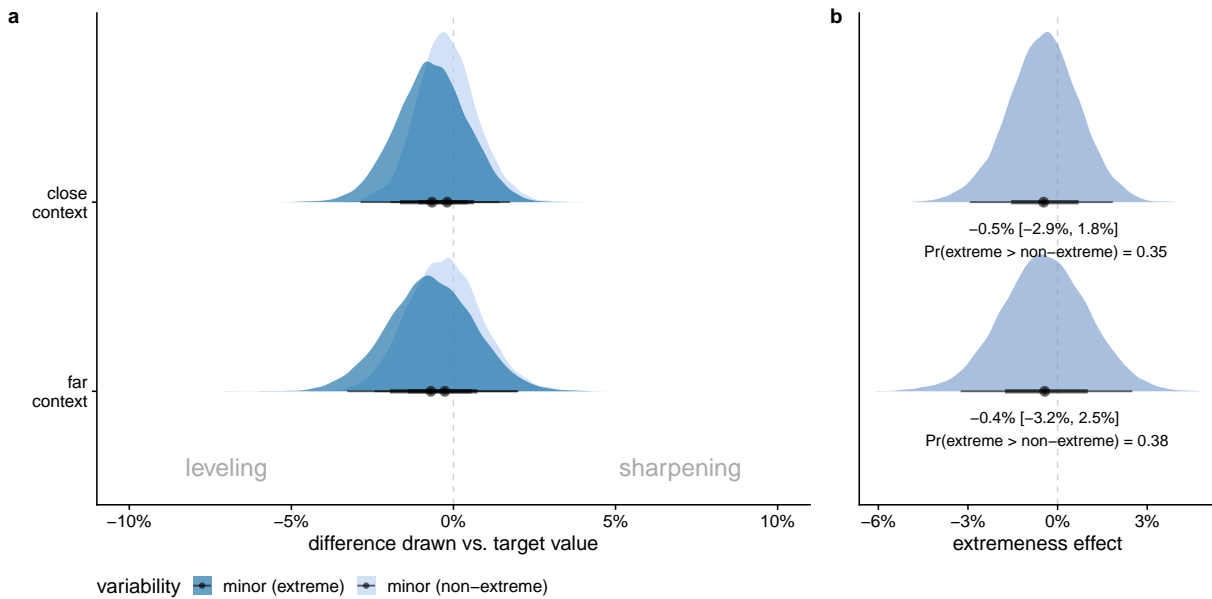 a
close
context
far
context
leveling
sharpening
−10%
−5%
0%
5%
10%
difference drawn vs. target value
variability
minor (extreme)
minor (non−extreme)
b
−0.5% [−2.9%, 1.8%]
Pr(extreme > non−extreme) = 0.35
−0.4% [−3.2%, 2.5%]
Pr(extreme > non−extreme) = 0.38
−6%
−3%
0%
3%
extremeness effect